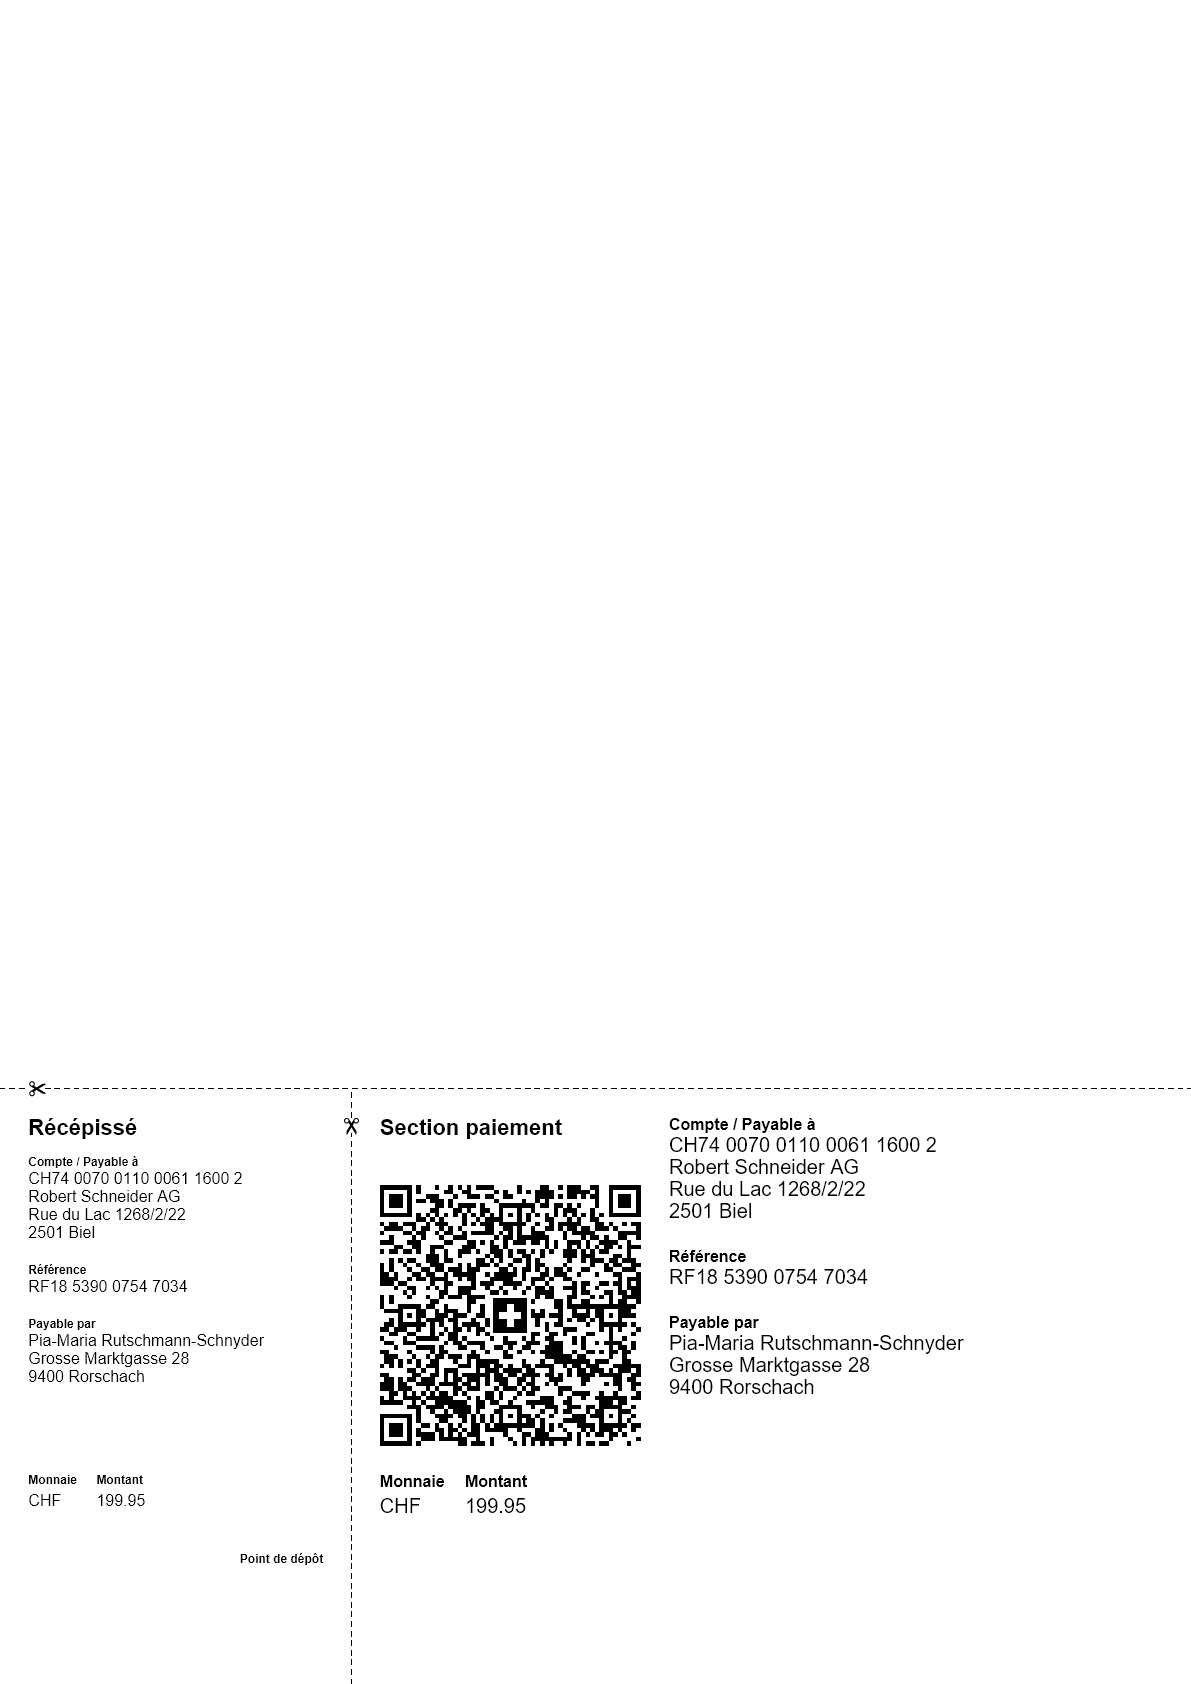 Récépissé
Compte / Payable à
CH74 0070 0110 0061 1600 2
Robert Schneider AG
Rue du Lac 1268/2/22
2501 Biel
Référence
RF18 5390 0754 7034
Payable par
Pia-Maria Rutschmann-Schnyder
Grosse Marktgasse 28
9400 Rorschach
Monnaie Montant
CHF 199.95
Point de dépôt
Section paiement
Monnaie Montant
CHF 199.95
Compte / Payable à
CH74 0070 0110 0061 1600 2
Robert Schneider AG
Rue du Lac 1268/2/22
2501 Biel
Référence
RF18 5390 0754 7034
Payable par
Pia-Maria Rutschmann-Schnyder
Grosse Marktgasse 28
9400 Rorschach